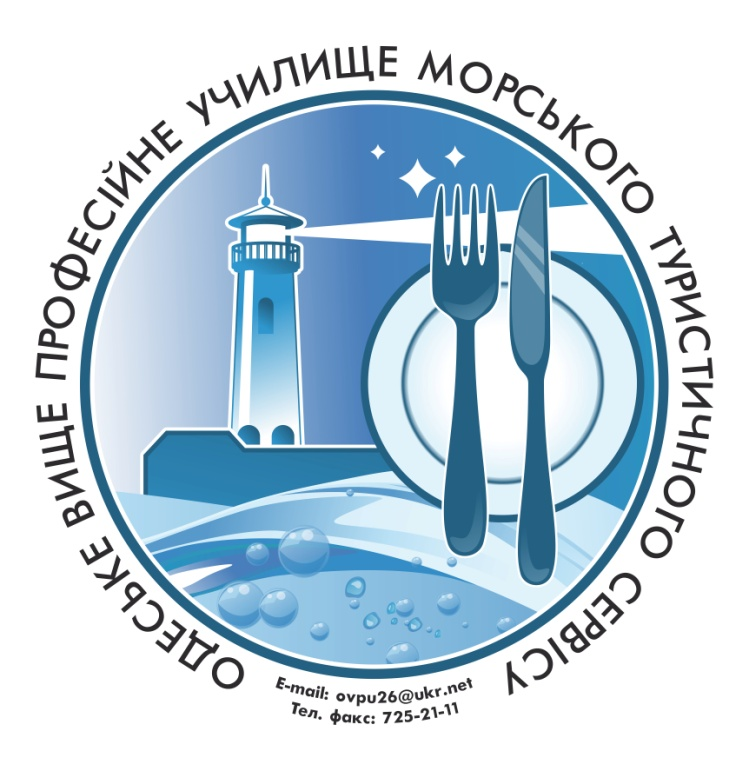 ОДЕСЬКЕ ВИЩЕ ПРОФЕСІЙНЕ УЧИЛИЩЕ МОРСЬКОГО ТУРИСТИЧНОГО СЕРВІСУ
E-mail: ovpu26@ukr.net
Тел. факс: 725-21-11